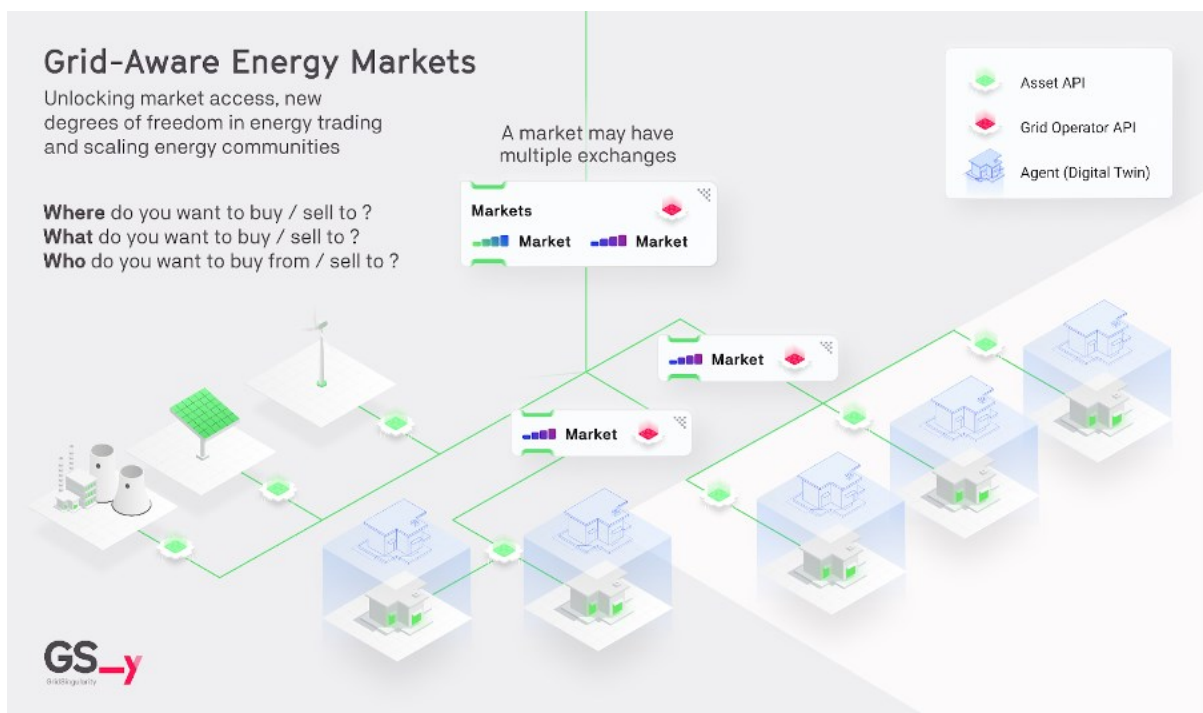 Grid-Aware Energy Markets
Unlocking market access, new
degrees of freedom in energy trading
and scaling energy communities
Where do you want to buy / sell to ?
What do you want to buy / sell to ?
Who do you want to buy from / sell to ?
A market may have
multiple exchanges
Markets
Market
Market
Asset API
Grid Operator API
Agent (Digital Twin)
Market
Market
GS_y
GridSingularity